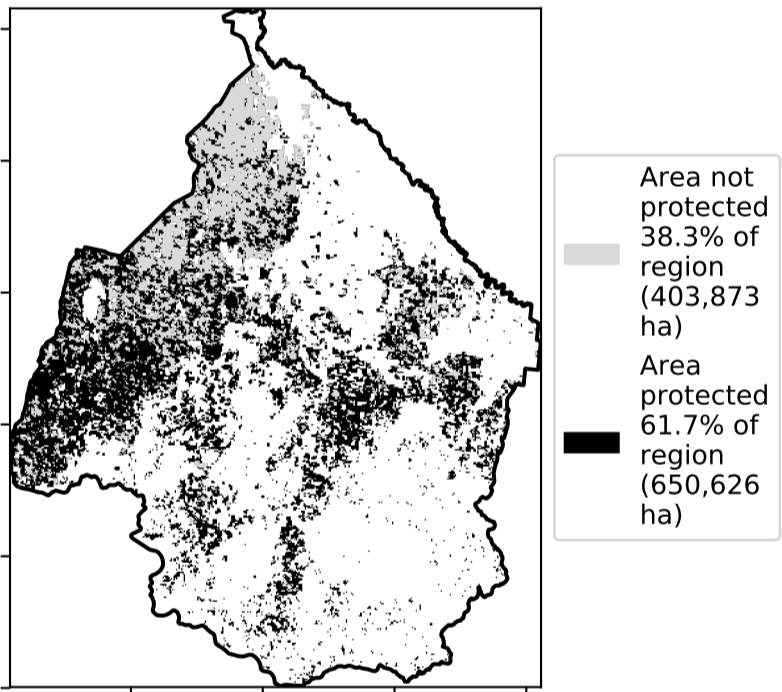 Area not
protected
38.3% of
region
(403,873
ha)
Area
protected
61.7% of
region
(650,626
ha)